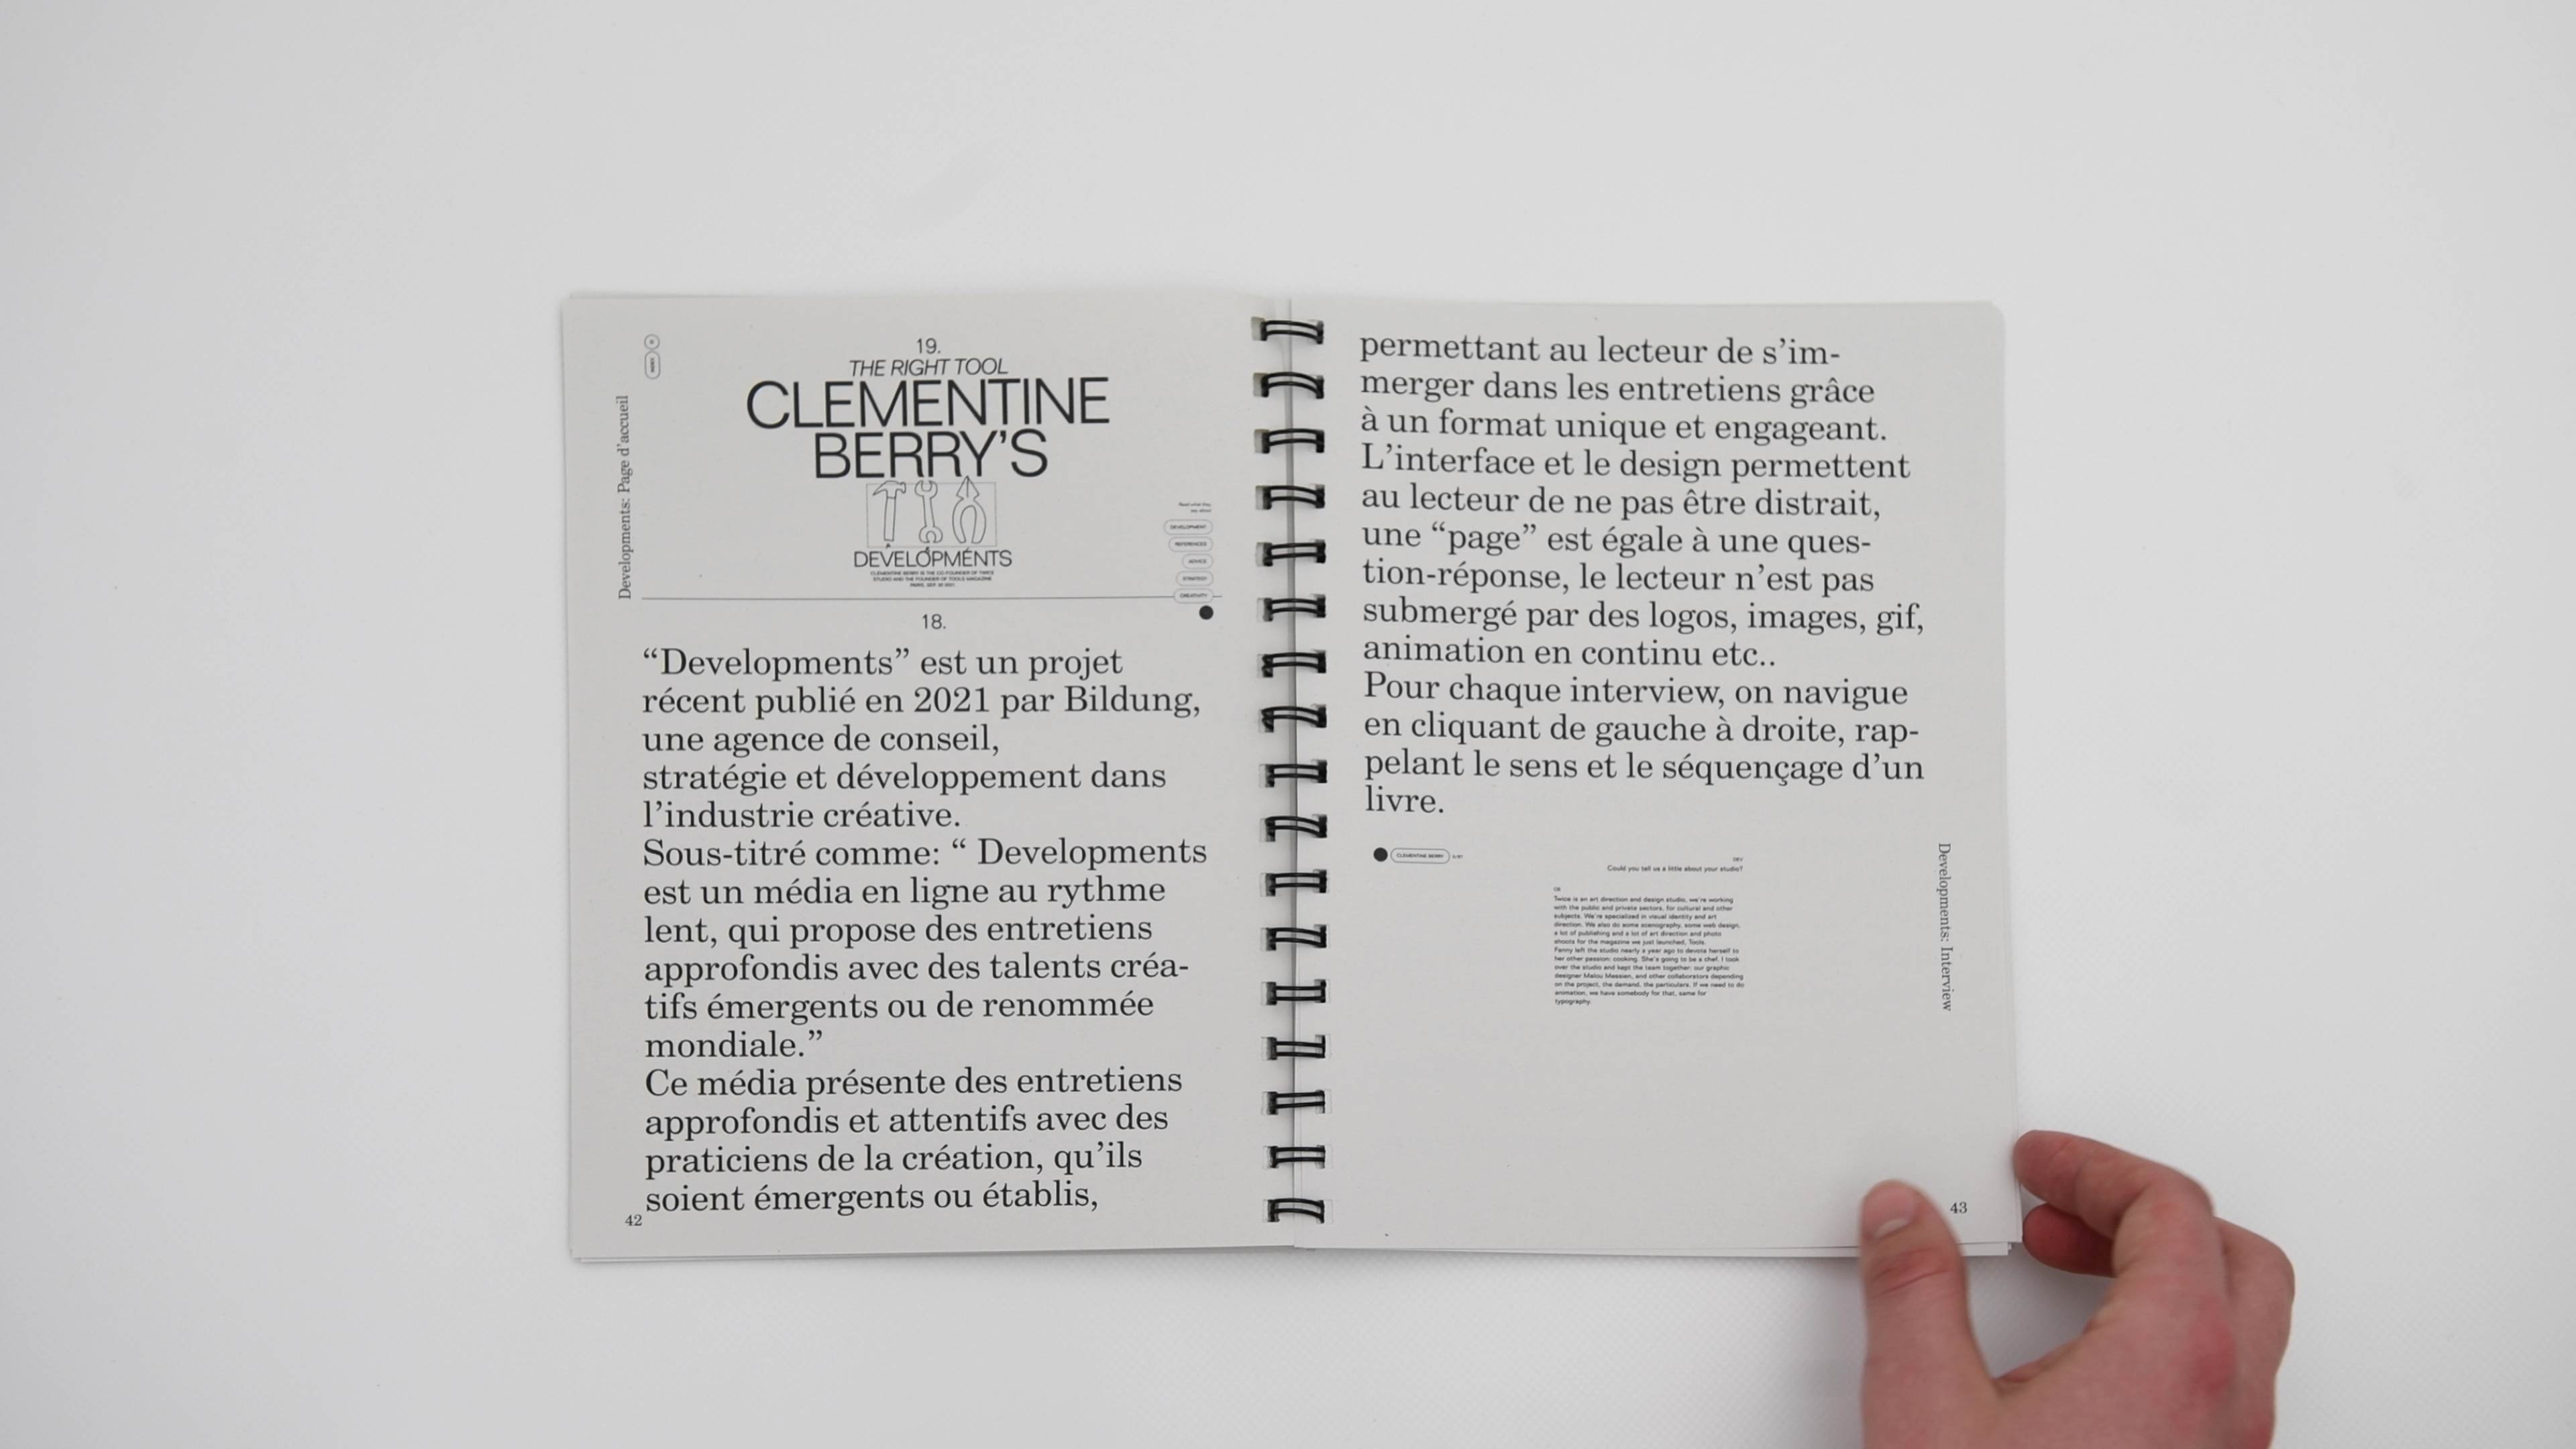 Developments: Page d'accueil
19.
THE RIGHT TOOL
CLEMENTINE
BERRY'S
DEVELOPMENTS
CLEMENTINE BERRY IS THE CO-FOUNDER OF TWICE
STUDIO AND THE FOUNDER OF TOOLS MAGAZINE
Read what they
say about
DEVELOPMENT
REFERENCES
ADVICE
STRATEGY
CREATIVITY
18.
“Developments” est un projet
récent publié en 2021 par Bildung,
une agence de conseil,
stratégie et développement dans
l’industrie créative.
Sous-titré comme: “ Developments
est un média en ligne au rythme
lent, qui propose des entretiens
approfondis avec des talents créa-
tifs émergents ou de renommée
mondiale.”
Ce média présente des entretiens
approfondis et attentifs avec des
praticiens de la création, qu’ils
soient émergents ou établis,
42
permettant au lecteur de s’im-
merger dans les entretiens grâce
à un format unique et engageant.
L’interface et le design permettent
au lecteur de ne pas être distrait,
une “page” est égale à une ques-
tion-réponse, le lecteur n’est pas
submergé par des logos, images, gif,
animation en continu etc..
Pour chaque interview, on navigue
en cliquant de gauche à droite, rap-
pelant le sens et le séquençage d’un
livre.
CLEMENTINE BERRY
DEV
Could you tell us a little about your studio?
CB
Twice is an art direction and design studio, we're working
with the public and private sectors, for cultural and other
subjects. We're specialized in visual identity and art
direction. We also do some scenography, some web design,
a lot of publishing and a lot of art direction and photo
shoots for the magazine we just launched, Tools.
Fanny left the studio nearly a year ago to devote herself to
her other passion: cooking. She's going to be a chef. I took
over the studio and kept the team together: our graphic
designer Malou Messien, and other collaborators depending
on the project, the demand, the particulars. If we need to do
animation, we have somebody for that, same for
typography.
Developments: Interview
43